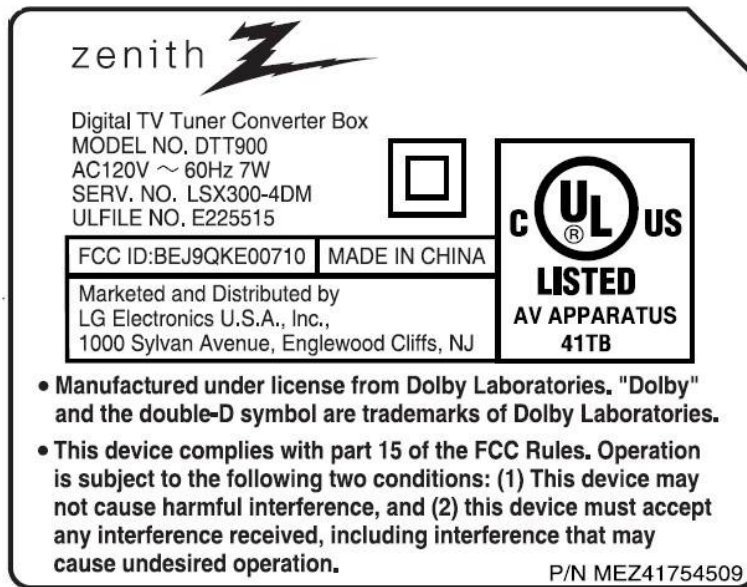 zenith
Digital TV Tuner Converter Box
MODEL NO. DTT900
AC120V ～ 60Hz 7W
SERV. NO. LSX300-4DM
ULFILE NO. E225515
FCC ID:BEJ9QKE00710
MADE IN CHINA
Marketed and Distributed by
LG Electronics U.S.A., Inc.,
1000 Sylvan Avenue, Englewood Cliffs, NJ
C UL ® US
LISTED
AV APPARATUS
41TB
• Manufactured under license from Dolby Laboratories. "Dolby"
and the double-D symbol are trademarks of Dolby Laboratories.
• This device complies with part 15 of the FCC Rules. Operation
is subject to the following two conditions: (1) This device may
not cause harmful interference, and (2) this device must accept
any interference received, including interference that may
cause undesired operation.
P/N MEZ41754509